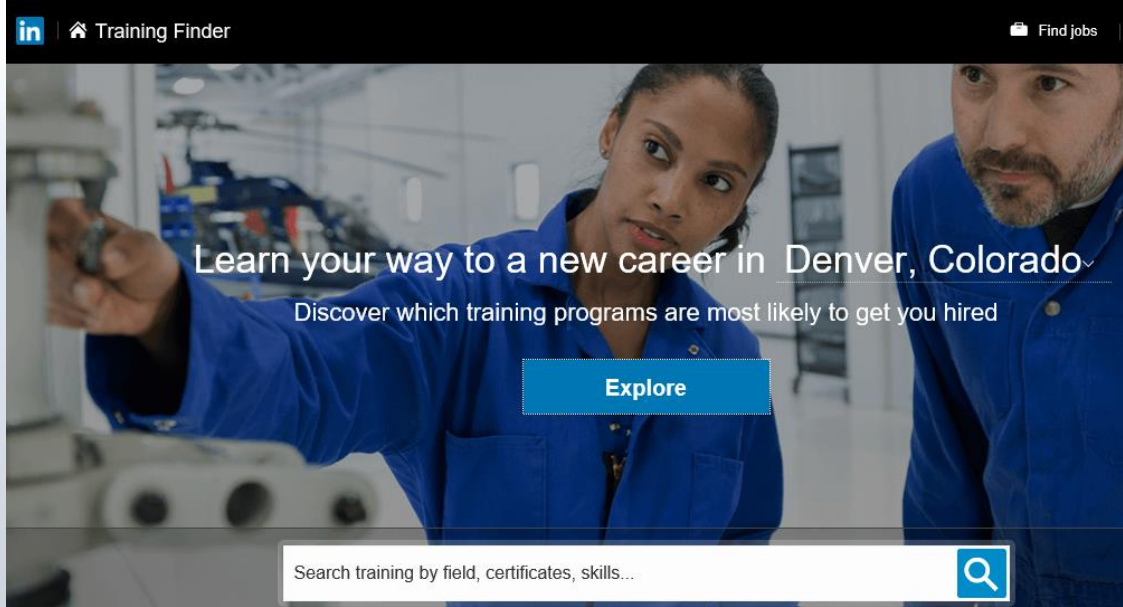 in Training Finder Find jobs
Learn your way to a new career in Denver, Colorado
Discover which training programs are most likely to get you hired
Explore
Search training by field, certificates, skills...